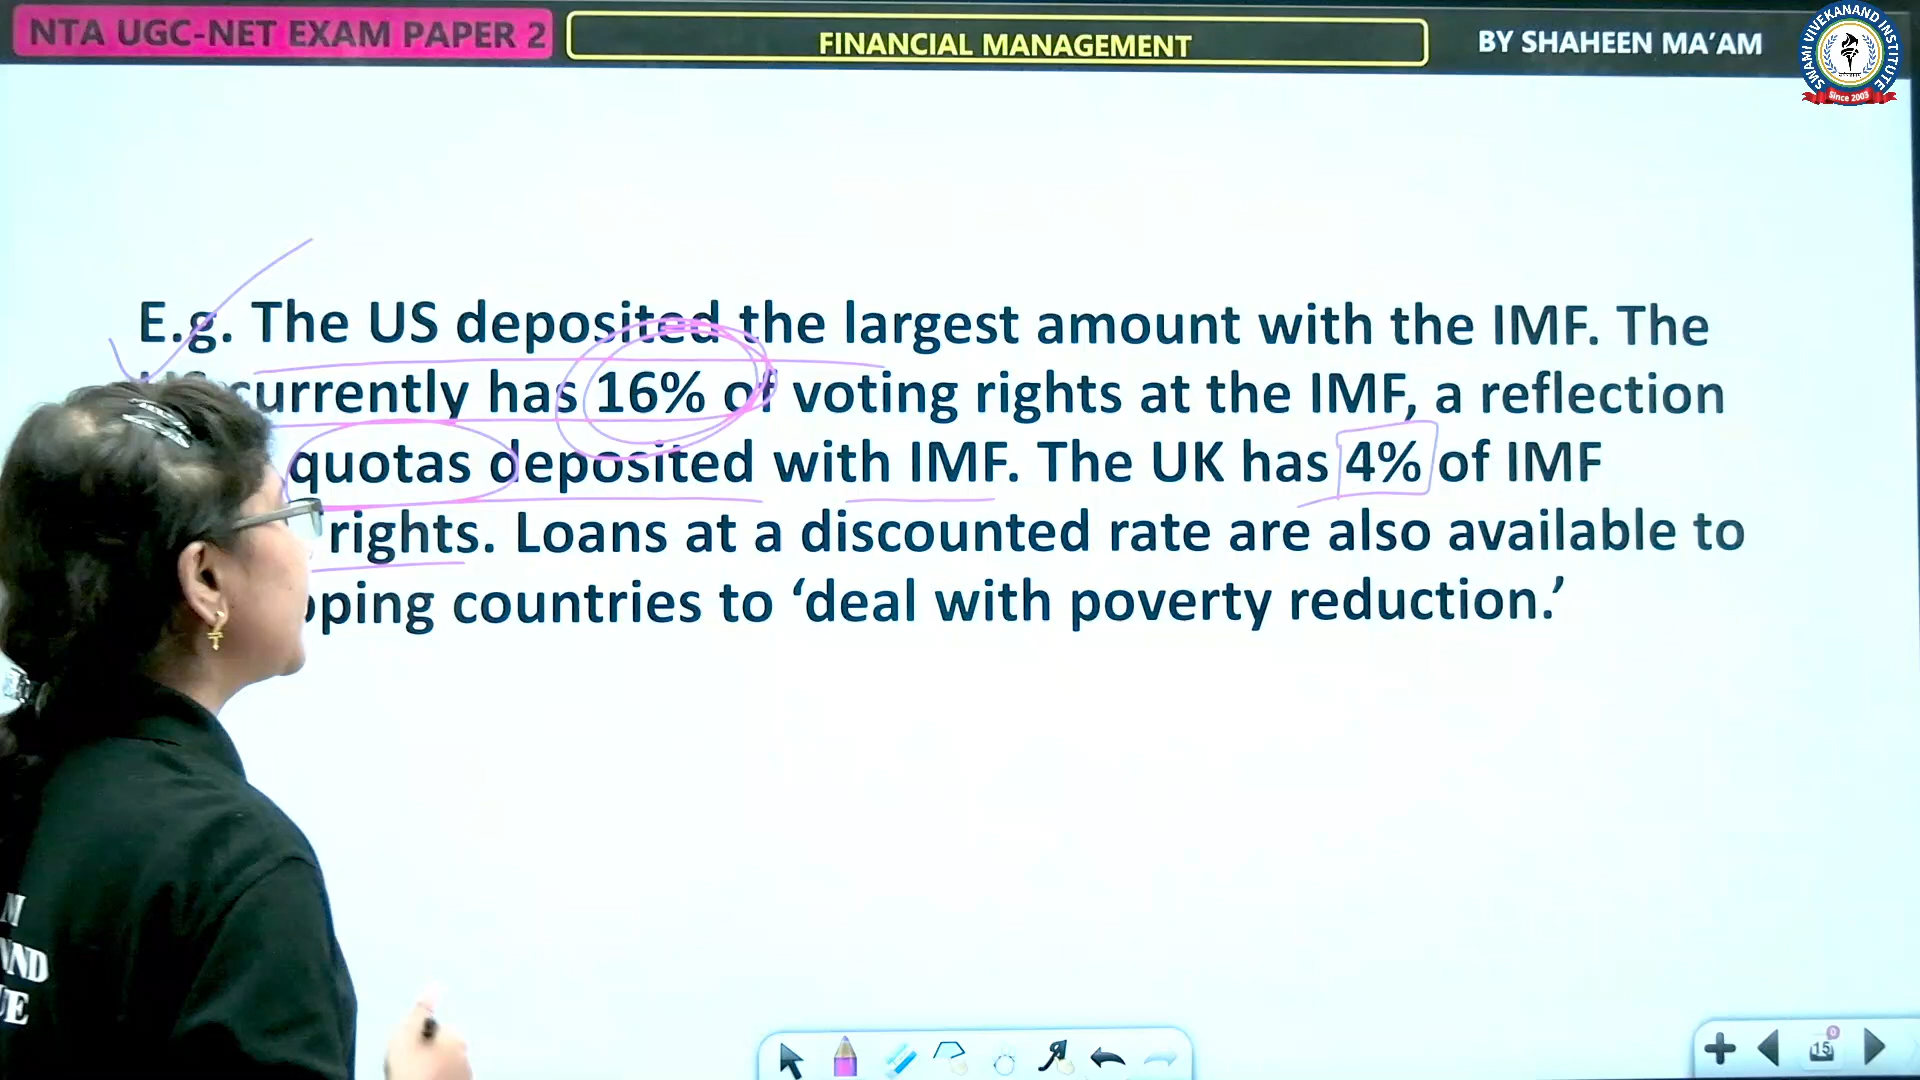 NTA UGC-NET EXAM PAPER 2
FINANCIAL MANAGEMENT
BY SHAHEEN MA’AM
SWAMI VIVEKANAND INSTITUTE
Since 2003
E.g. The US deposited the largest amount with the IMF. The
currently has 16% of voting rights at the IMF, a reflection
quotas deposited with IMF. The UK has 4% of IMF
rights. Loans at a discounted rate are also available to
countries to ‘deal with poverty reduction.’
15